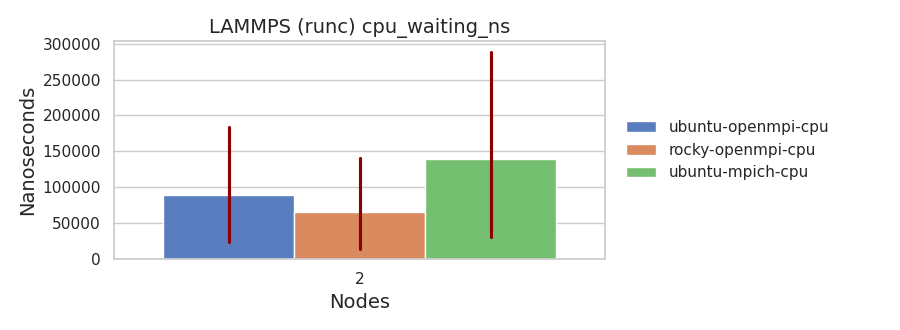 LAMMPS (runc) cpu_waiting_ns
Nanoseconds
300000
250000
200000
150000
100000
50000
0
2
Nodes
ubuntu-openmpi-cpu
rocky-openmpi-cpu
ubuntu-mpich-cpu